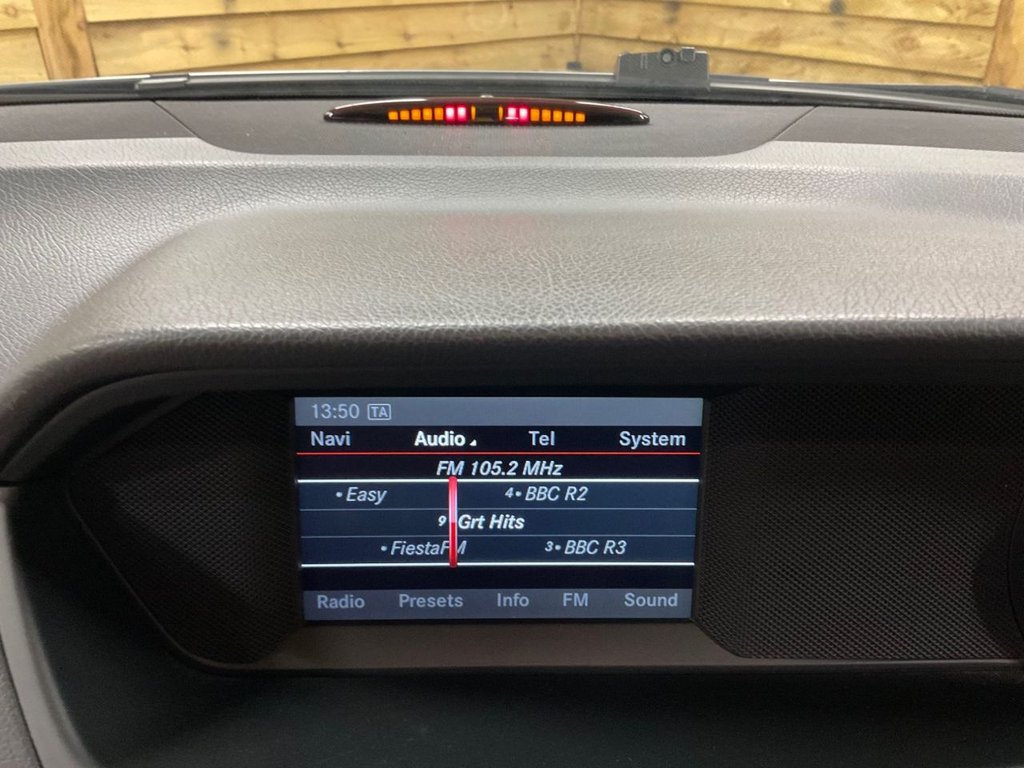 13:50 TA
Navi Audio Tel System
FM 105.2 MHz
•Easy 4•BBC R2
9 Grt Hits
•FiestaFM 3•BBC R3
Radio Presets Info FM Sound